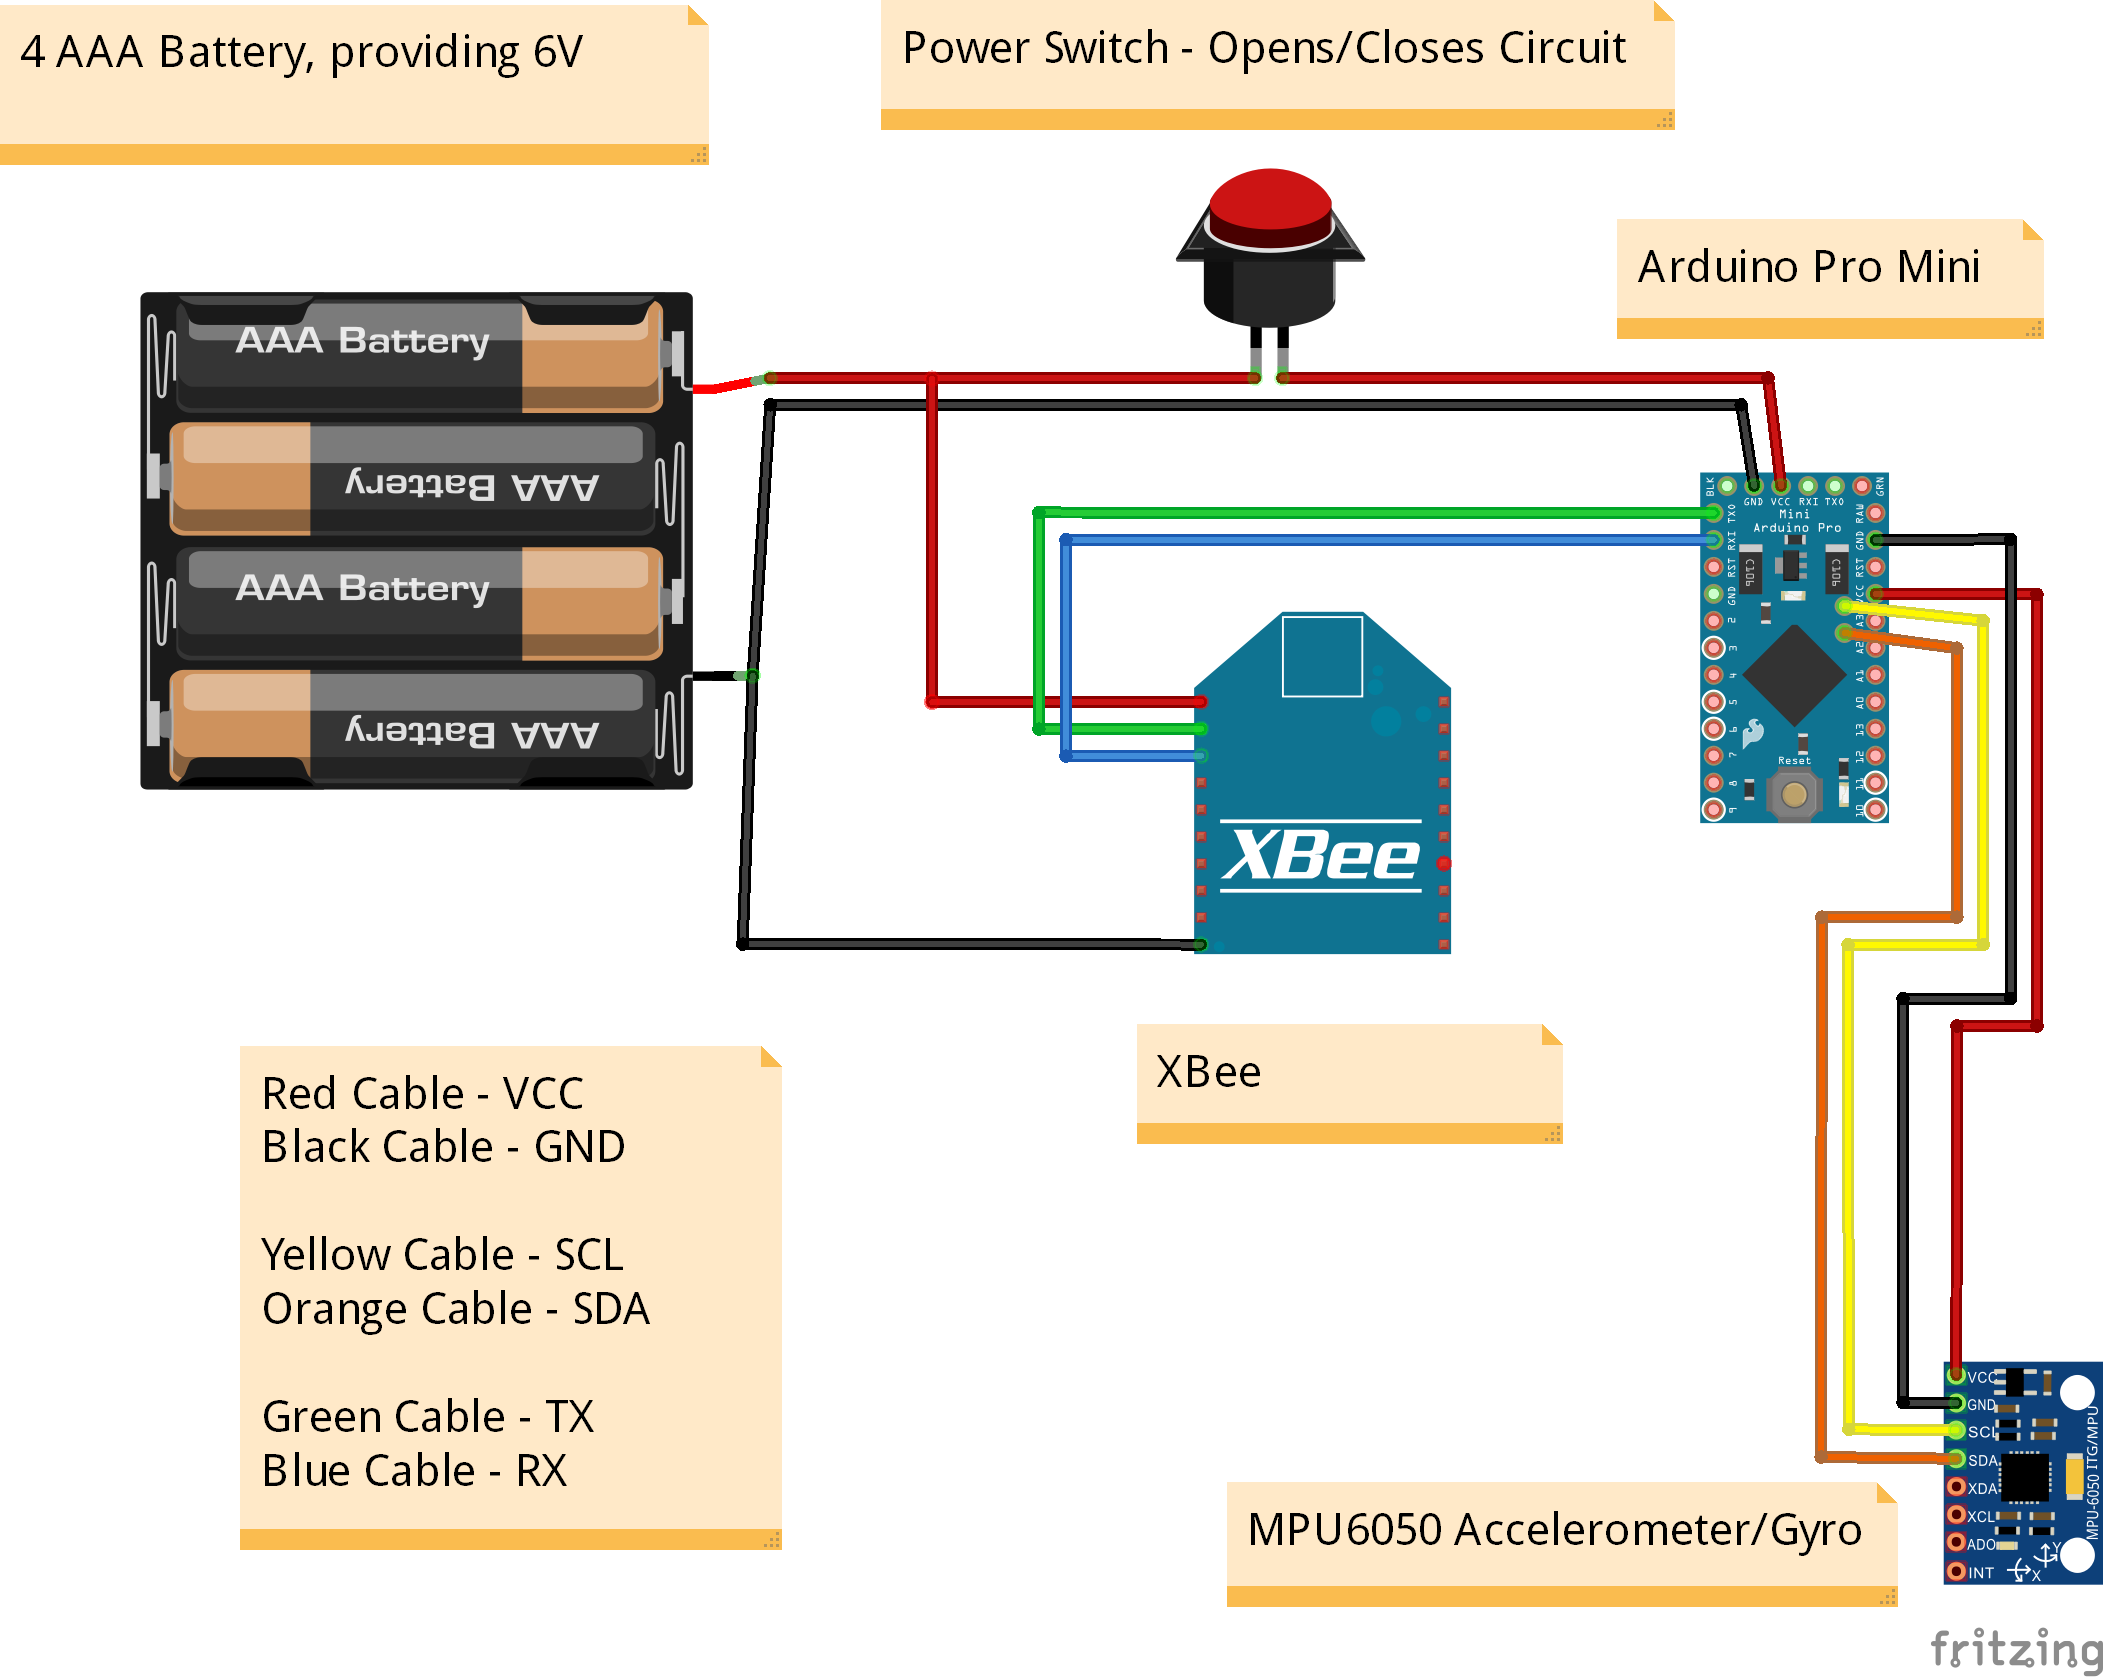 4 AAA Battery, providing 6V
Power Switch - Opens/Closes Circuit
Arduino Pro Mini
AAA Battery
AAA Battery
AAA Battery
AAA Battery
BLK
GND VCC RXI TXO
GRN
Mini
Arduino Pro
TXO
RXI
RST
GND
2
3
4
5
6
7
8
9
RAW
GND
RST
VCC
A3
A2
A1
A0
13
12
11
10
C106
C106
Reset
XBee
XBee
Red Cable - VCC
Black Cable - GND
Yellow Cable - SCL
Orange Cable - SDA
Green Cable - TX
Blue Cable - RX
MPU6050 Accelerometer/Gyro
VCC
GND
SCL
SDA
XDA
XCL
ADO
INT
MPU-6050 ITG/MPU
Y
X
fritzing